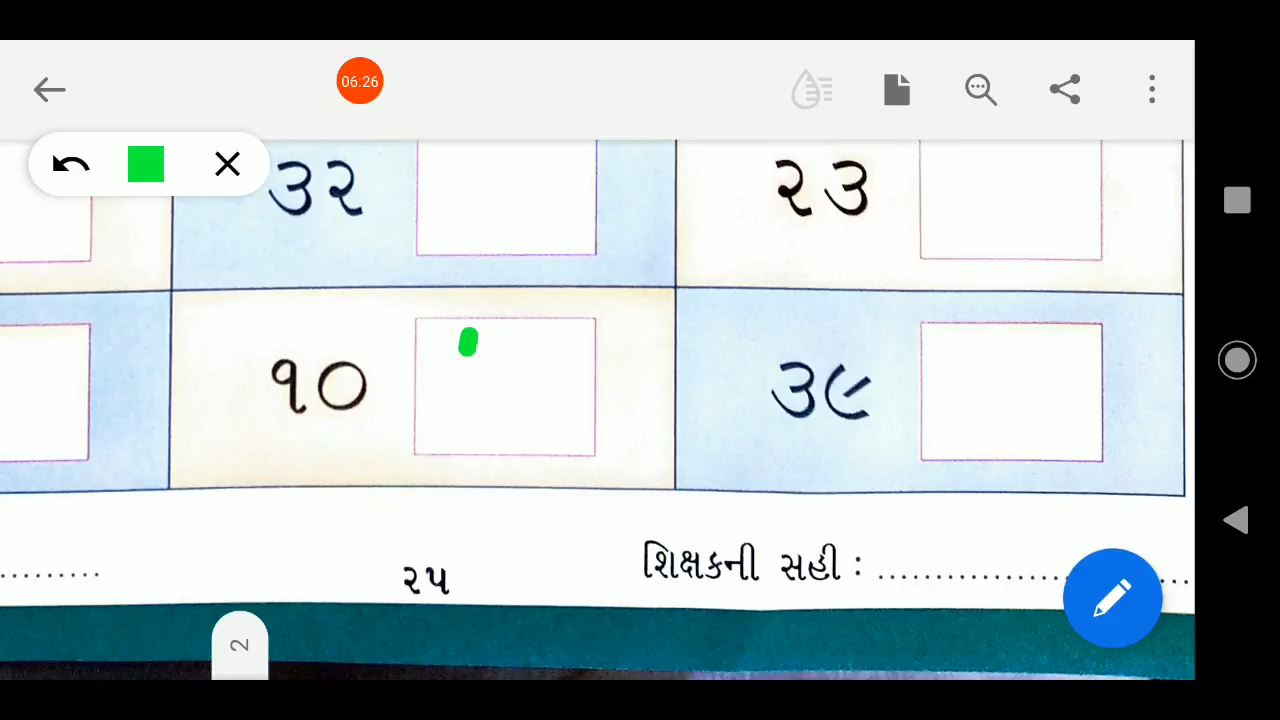 06:26
૩૨ ૨૩
૧૦ ૩૯
૨૫ શિક્ષકની સહી : ........................
2